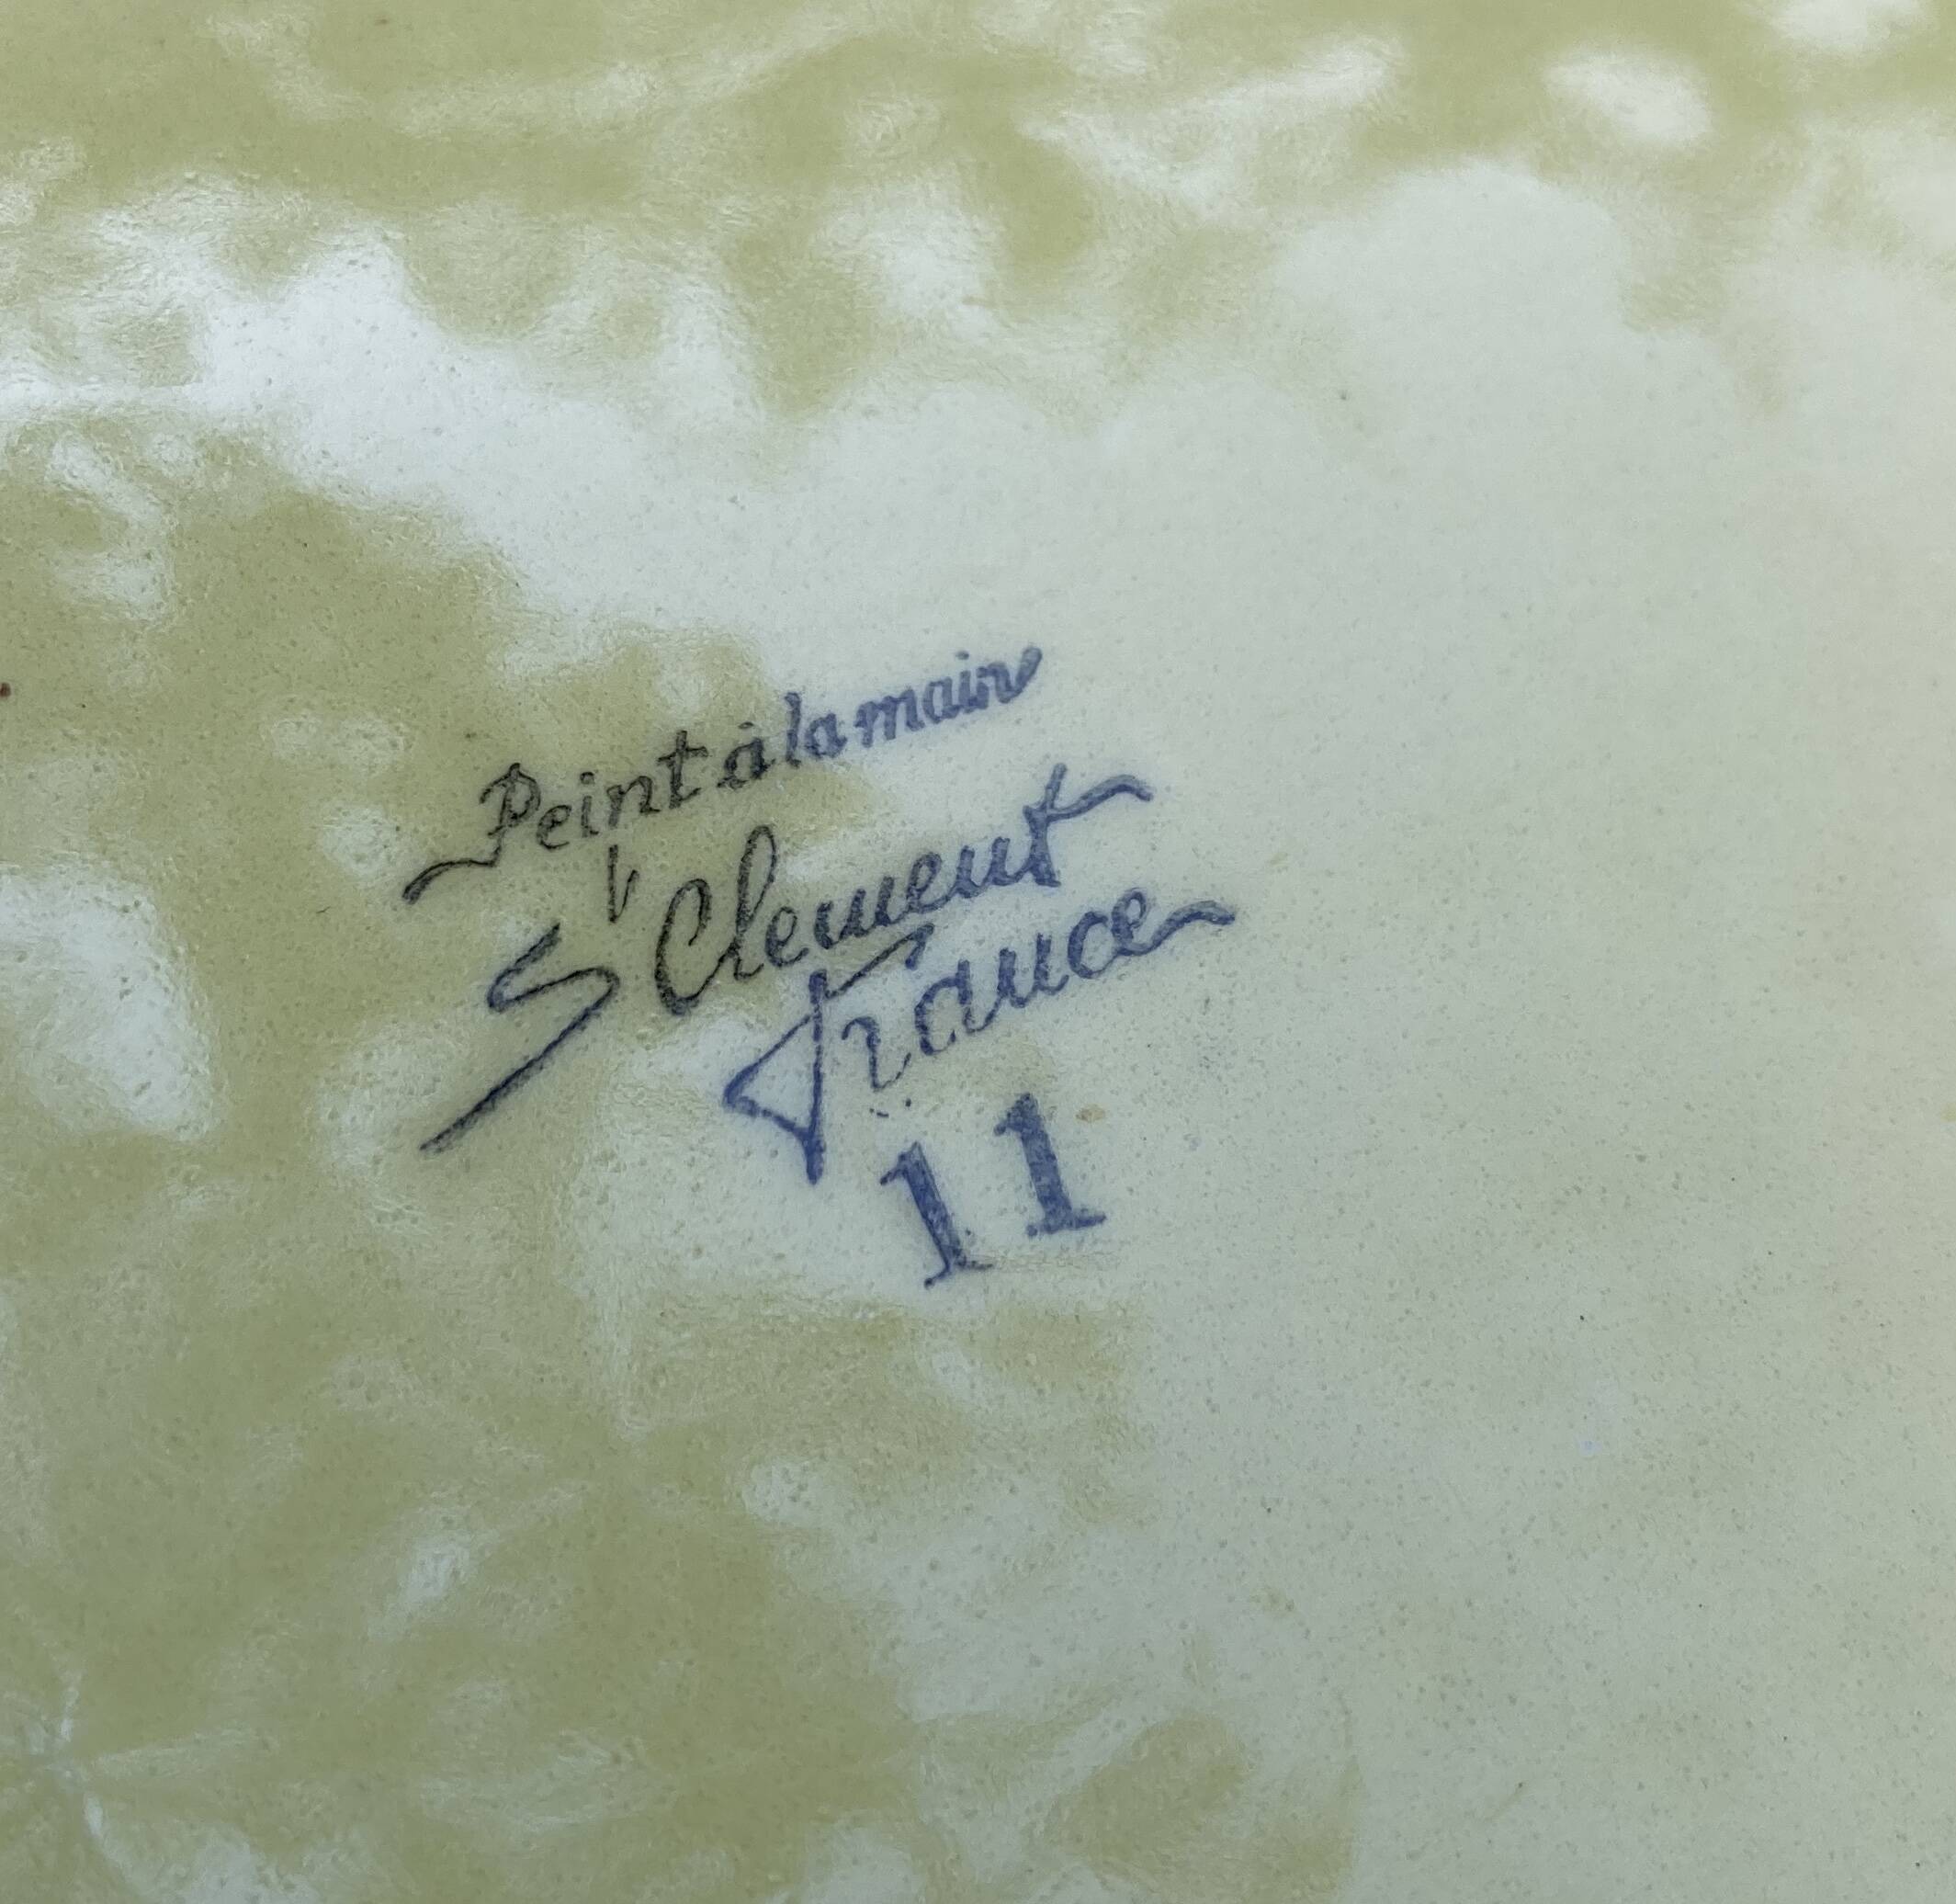 Peint à la main
St Clement
France
11